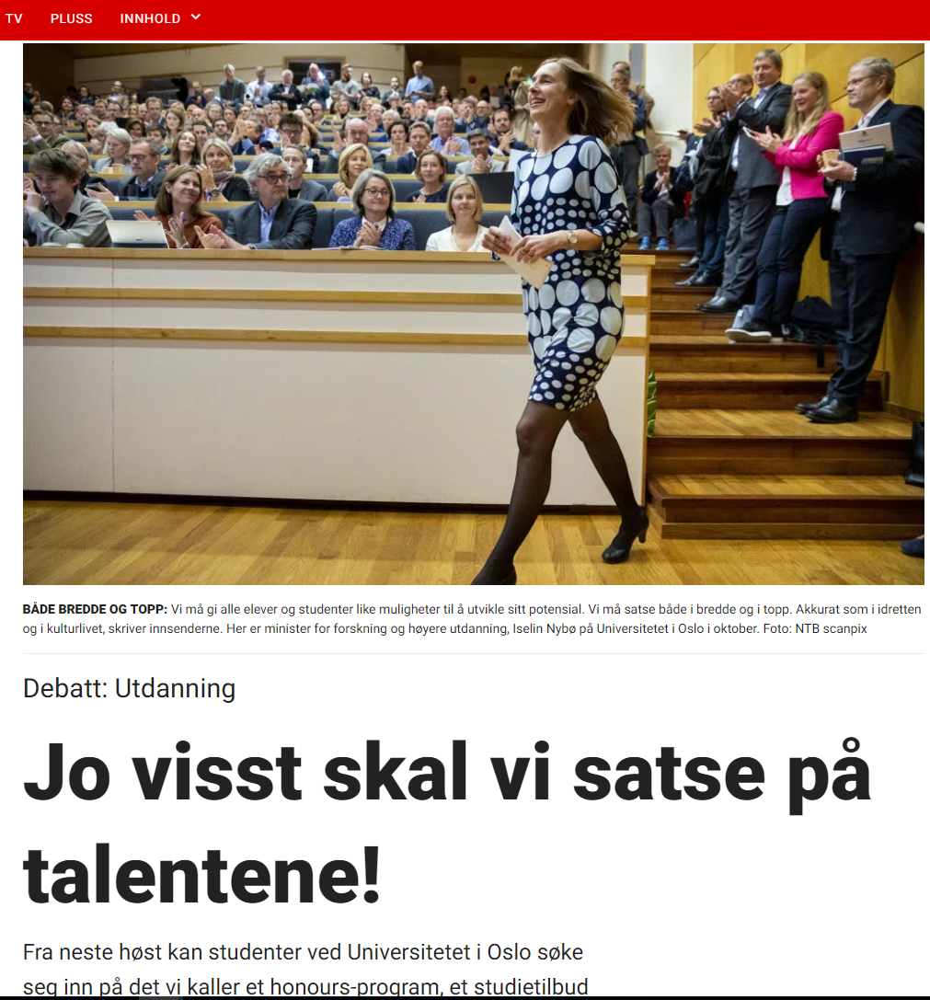 TV PLUSS INNHOLD
BÅDE BREDDE OG TOPP: Vi må gi alle elever og studenter like muligheter til å utvikle sitt potensial. Vi må satse både i bredde og i topp. Akkurat som i idretten
og i kulturlivet, skriver innsenderne. Her er minister for forskning og høyere utdanning, Iselin Nybø på Universitetet i Oslo i oktober. Foto: NTB scanpix
Debatt: Utdanning
Jo visst skal vi satse på
talentene!
Fra neste høst kan studenter ved Universitetet i Oslo søke
seg inn på det vi kaller et honours-program, et studietilbud